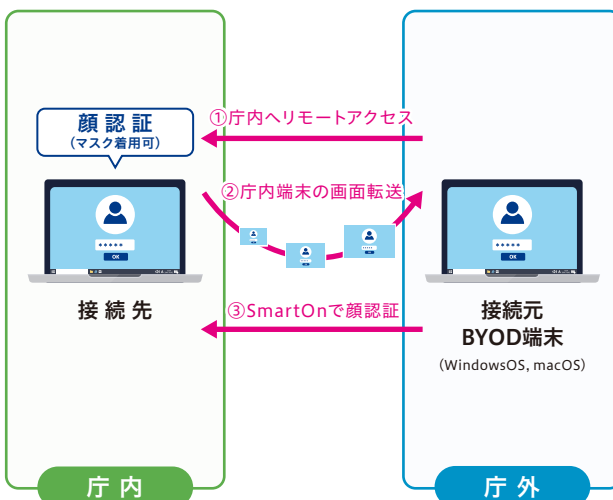 顔認証
(マスク着用可)
①庁内へリモートアクセス
②庁内端末の画面転送
OK
OK
③SmartOnで顔認証
接続先
接続元
BYOD端末
(WindowsOS, macOS)
庁内
庁外